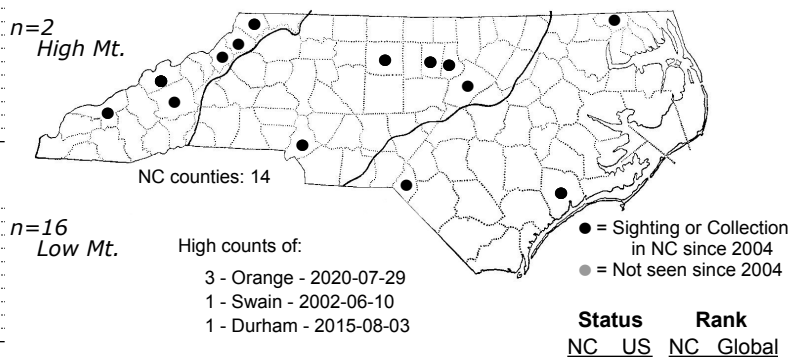 n=2
High Mt.
NC counties: 14
n=16
Low Mt.
High counts of:
3 - Orange - 2020-07-29
1 - Swain - 2002-06-10
1 - Durham - 2015-08-03
● = Sighting or Collection
in NC since 2004
● = Not seen since 2004
Status Rank
NC US NC Global